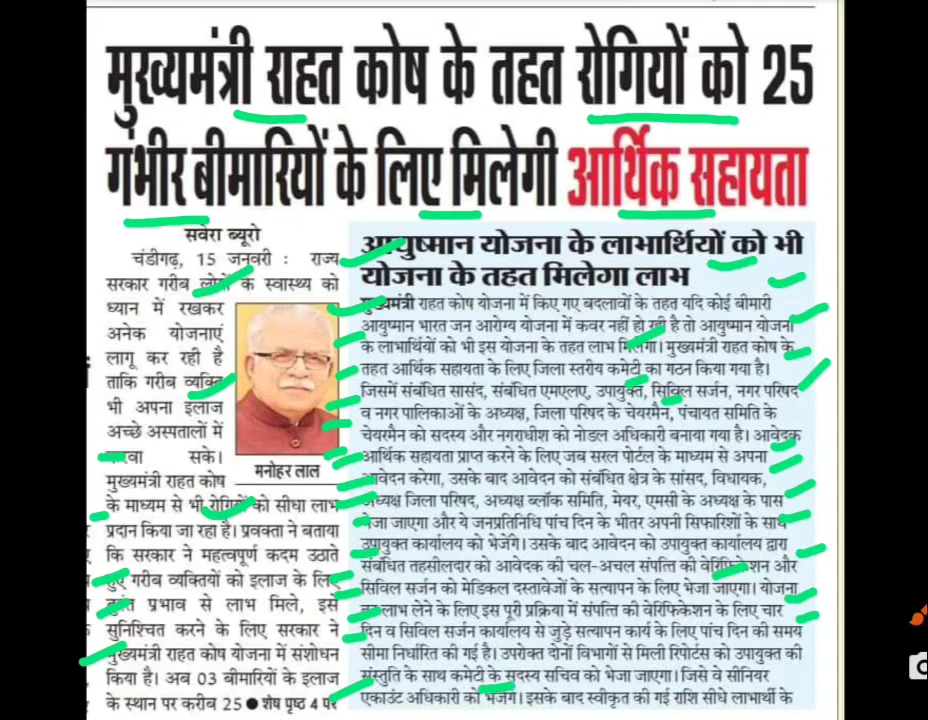 मुख्यमंत्री राहत कोष के तहत रोगियों को 25
गंभीर बीमारियों के लिए मिलेगी आर्थिक सहायता
सवेरा ब्यूरो
चंडीगढ़, 15 जनवरी : राज्य
सरकार गरीब लोगों के स्वास्थ्य को
ध्यान में रखकर
अनेक योजनाएं
लागू कर रही है
ताकि गरीब व्यक्ति
भी अपना इलाज
अच्छे अस्पतालों में
करवा सके।
मुख्यमंत्री राहत कोष
के माध्यम से भी रोगियों को सीधा लाभ
प्रदान किया जा रहा है। प्रवक्ता ने बताया
कि सरकार ने महत्वपूर्ण कदम उठाते
हुए गरीब व्यक्तियों को इलाज के लिए
तुरंत प्रभाव से लाभ मिले, इसे
सुनिश्चित करने के लिए सरकार ने
मुख्यमंत्री राहत कोष योजना में संशोधन
किया है। अब 03 बीमारियों के इलाज
के स्थान पर करीब 25 ● शेष पृष्ठ 4 पर
मनोहर लाल
आयुष्मान योजना के लाभार्थियों को भी
योजना के तहत मिलेगा लाभ
मुख्यमंत्री राहत कोष योजना में किए गए बदलावों के तहत यदि कोई बीमारी
आयुष्मान भारत जन आरोग्य योजना में कवर नहीं हो रही है तो आयुष्मान योजना
के लाभार्थियों को भी इस योजना के तहत लाभ मिलेगा। मुख्यमंत्री राहत कोष के
तहत आर्थिक सहायता के लिए जिला स्तरीय कमेटी का गठन किया गया है।
जिसमें संबंधित सासंद, संबंधित एमएलए, उपायुक्त, सिविल सर्जन, नगर परिषद
व नगर पालिकाओं के अध्यक्ष, जिला परिषद के चेयरमैन, पंचायत समिति के
चेयरमैन को सदस्य और नगराधीश को नोडल अधिकारी बनाया गया है। आवेदक
आर्थिक सहायता प्राप्त करने के लिए जब सरल पोर्टल के माध्यम से अपना
आवेदन करेगा, उसके बाद आवेदन को संबंधित क्षेत्र के सांसद, विधायक,
अध्यक्ष जिला परिषद, अध्यक्ष ब्लॉक समिति, मेयर, एमसी के अध्यक्ष के पास
भेजा जाएगा और ये जनप्रतिनिधि पांच दिन के भीतर अपनी सिफारिशों के साथ
उपायुक्त कार्यालय को भेजेंगे। उसके बाद आवेदन को उपायुक्त कार्यालय द्वारा
संबंधित तहसीलदार को आवेदक की चल-अचल संपत्ति की वेरिफिकेशन और
सिविल सर्जन को मेडिकल दस्तावेजों के सत्यापन के लिए भेजा जाएगा। योजना
का लाभ लेने के लिए इस पूरी प्रक्रिया में संपत्ति की वेरिफिकेशन के लिए चार
दिन व सिविल सर्जन कार्यालय से जुड़े सत्यापन कार्य के लिए पांच दिन की समय
सीमा निर्धारित की गई है। उपरोक्त दोनों विभागों से मिली रिपोर्टस को उपायुक्त की
संस्तुति के साथ कमेटी के सदस्य सचिव को भेजा जाएगा। जिसे वे सीनियर
एकाउंट अधिकारी को भेजेंगे। इसके बाद स्वीकृत की गई राशि सीधे लाभार्थी के